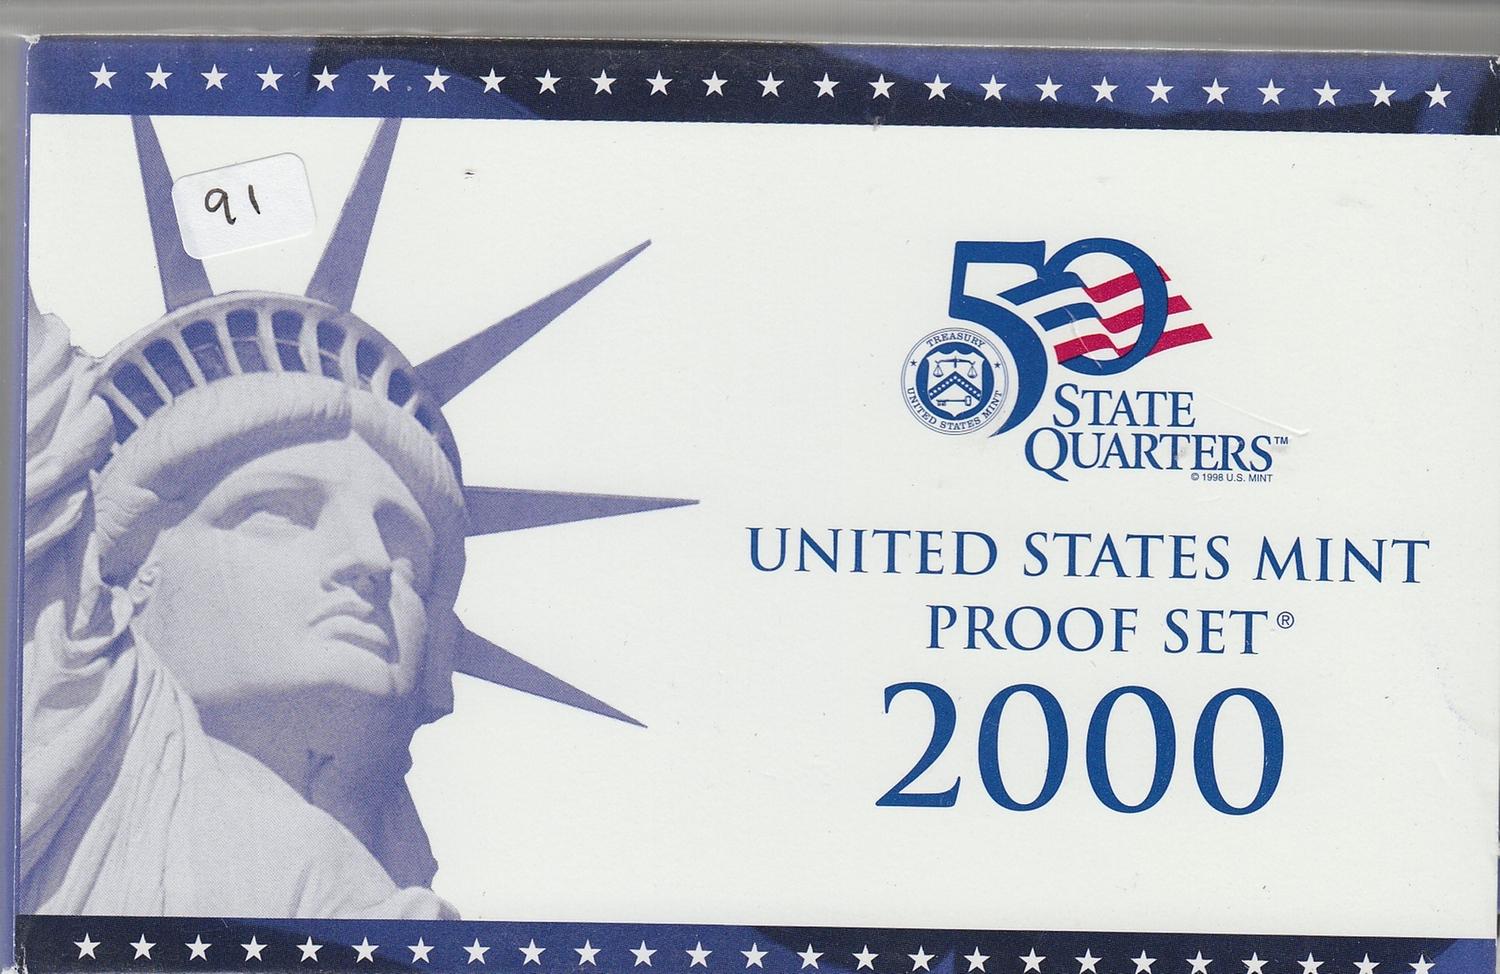 91
50
TREASURY
UNITED STATES MINT
STATE
QUARTERS™
© 1998 U.S. MINT
UNITED STATES MINT
PROOF SET®
2000